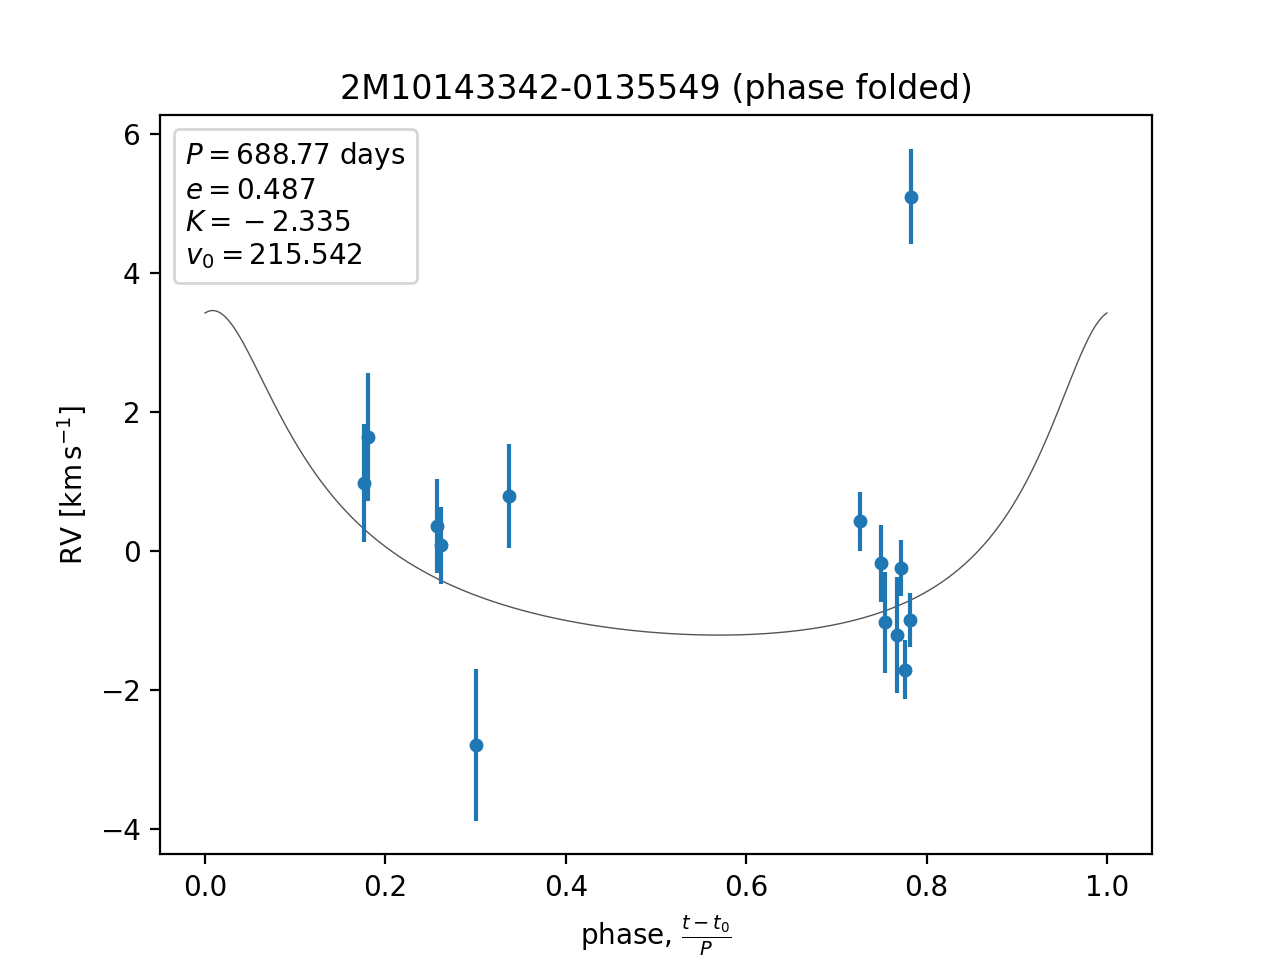 2M10143342-0135549 (phase folded)
P = 688.77 days
e = 0.487
K = −2.335
v₀ = 215.542
6
4
2
0
−2
−4
RV [km s⁻¹]
0.0 0.2 0.4 0.6 0.8 1.0
phase, (t − t₀)/P